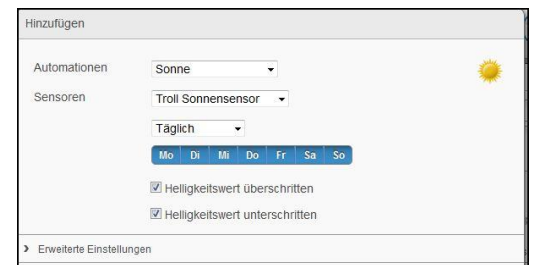 Hinzufügen
Automationen Sonne
Sensoren Troll Sonnensensor
Täglich
Mo Di Mi Do Fr Sa So
Helligkeitswert überschritten
Helligkeitswert unterschritten
Erweiterte Einstellungen